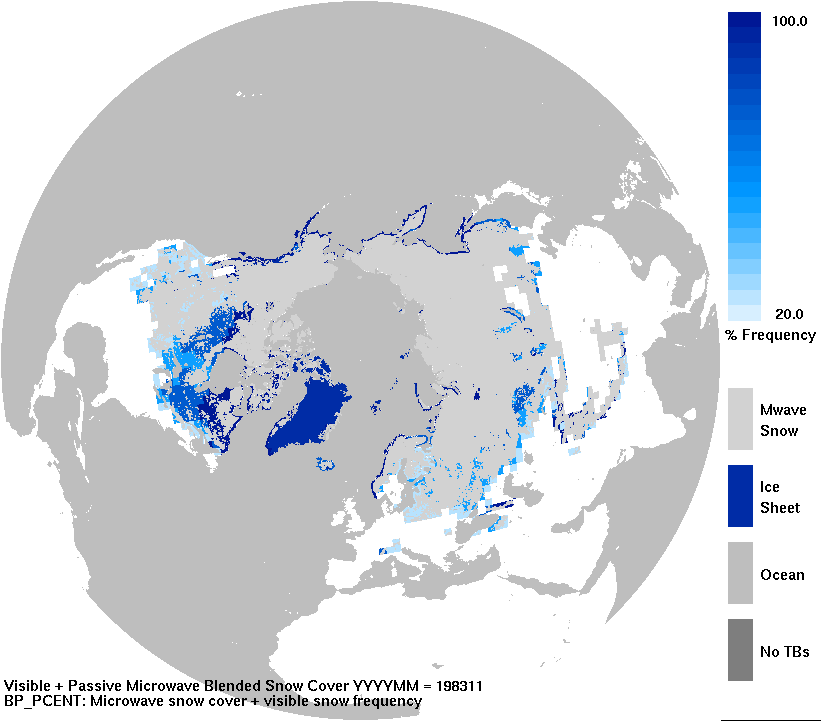 100.0
20.0
% Frequency
Mwave
Snow
Ice
Sheet
Ocean
No TBs
Visible + Passive Microwave Blended Snow Cover YYYYMM = 198311
BP_PCENT: Microwave snow cover + visible snow frequency